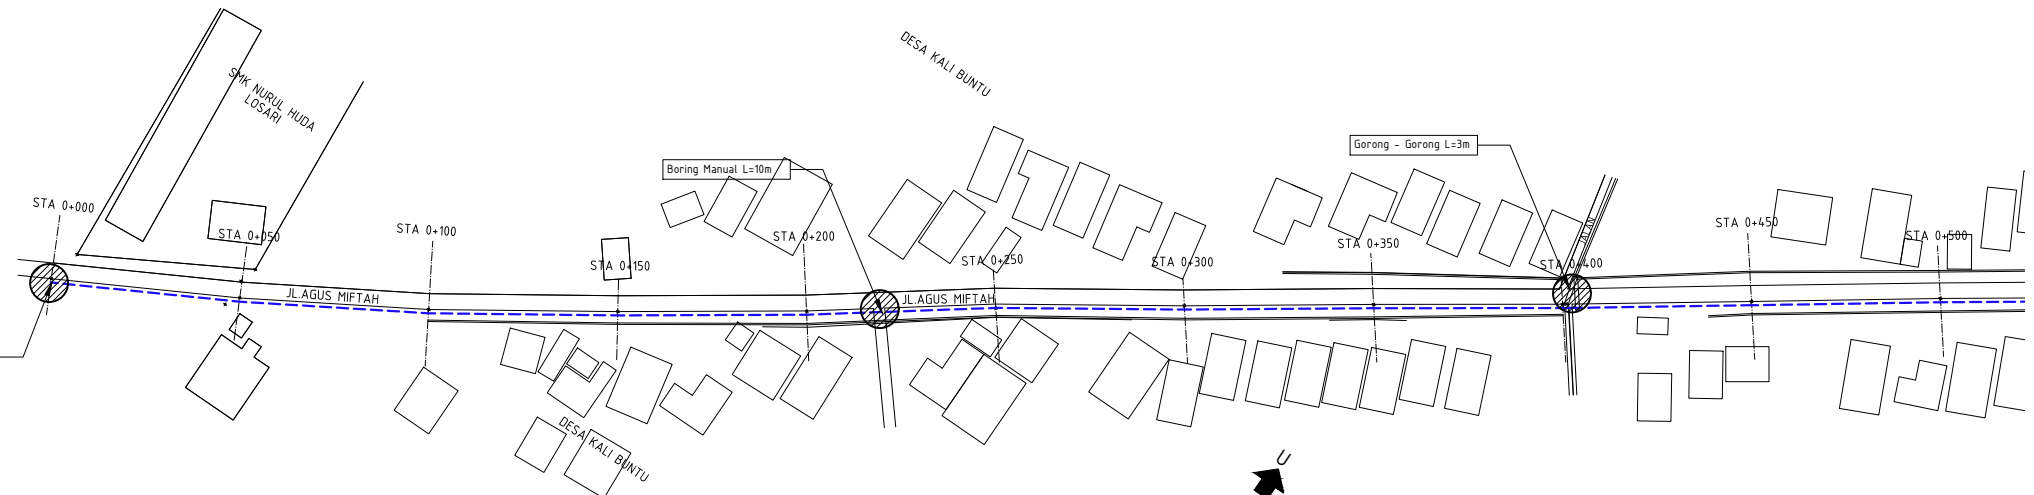 DESA KALI BUNTU
SMK NURUL HUDA
LOSARI
Boring Manual L=10m
Gorong - Gorong L=3m
STA 0+000
STA 0+050
STA 0+100
STA 0+150
STA 0+200
STA 0+250
STA 0+300
STA 0+350
STA 0+400
STA 0+450
STA 0+500
JALAN
JL.AGUS MIFTAH
JL.AGUS MIFTAH
DESA KALI BUNTU
U